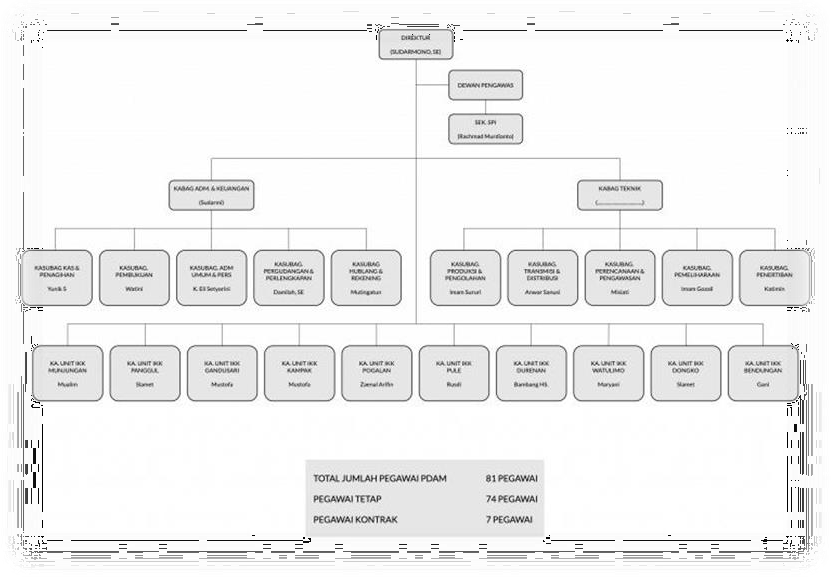 DIREKTUR
(SUDARMONO, SE)
DEWAN PENGAWAS
SEK. SPI
(Rachmad Murdianto)
KABAG ADM. & KEUANGAN
(Sudarmi)
KABAG TEKNIK
(........................)
KASUBAG KAS &
PENAGIHAN
Yunik S
KASUBAG.
PEMBUKUAN
Watini
KASUBAG. ADM
UMUM & PERS
K. Eli Setyorini
KASUBAG.
PERGUDANGAN &
PERLENGKAPAN
Damilah, SE
KASUBAG
HUBLANG &
REKENING
Mutingatun
KASUBAG.
PRODUKSI &
PENGOLAHAN
Imam Sururi
KASUBAG.
TRANSMISI &
DISTRIBUSI
Anwar Sanusi
KASUBAG.
PERENCANAAN &
PENGAWASAN
Misiati
KASUBAG.
PEMELIHARAAN
Imam Gozali
KASUBAG.
PENERTIBAN
Katimin
KA. UNIT IKK
MUNJUNGAN
Muslim
KA. UNIT IKK
PANGGUL
Slamet
KA. UNIT IKK
GANDUSARI
Mustofa
KA. UNIT IKK
KAMPAK
Mustofa
KA. UNIT IKK
POGALAN
Zaenal Arifin
KA. UNIT IKK
PULE
Rusdi
KA. UNIT IKK
DURENAN
Bambang HS.
KA. UNIT IKK
WATULIMO
Maryani
KA. UNIT IKK
DONGKO
Slamet
KA. UNIT IKK
BENDUNGAN
Gani
TOTAL JUMLAH PEGAWAI PDAM 81 PEGAWAI
PEGAWAI TETAP 74 PEGAWAI
PEGAWAI KONTRAK 7 PEGAWAI